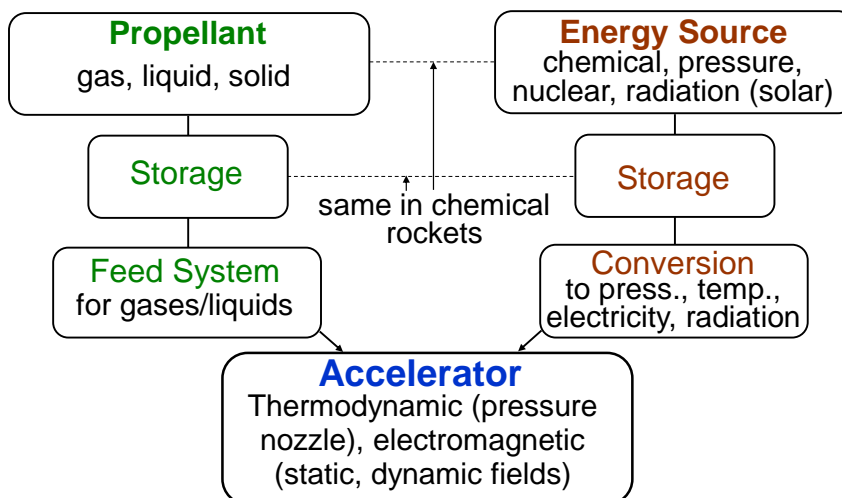 Propellant
gas, liquid, solid
Energy Source
chemical, pressure,
nuclear, radiation (solar)
Storage
Storage
same in chemical
rockets
Feed System
for gases/liquids
Conversion
to press., temp.,
electricity, radiation
Accelerator
Thermodynamic (pressure
nozzle), electromagnetic
(static, dynamic fields)